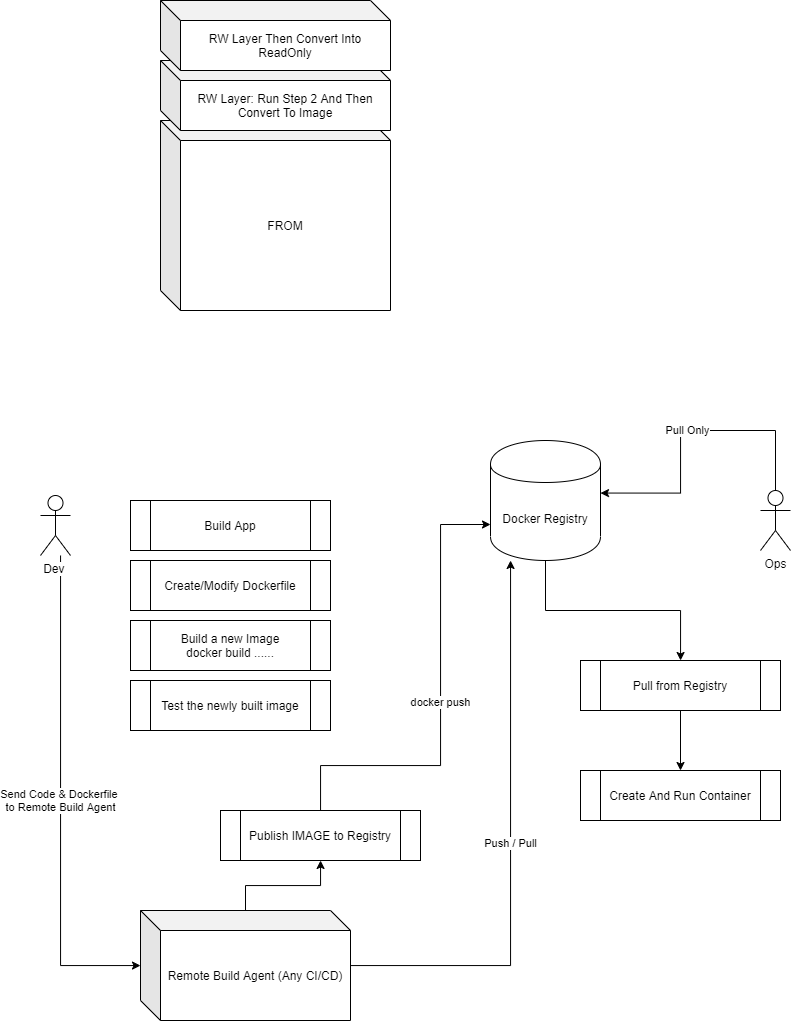 RW Layer Then Convert Into
ReadOnly
RW Layer: Run Step 2 And Then
Convert To Image
FROM
Pull Only
Docker Registry
Ops
Dev
Build App
Create/Modify Dockerfile
Build a new Image
docker build ......
Test the newly built image
Pull from Registry
docker push
Send Code & Dockerfile
to Remote Build Agent
Create And Run Container
Publish IMAGE to Registry
Push / Pull
Remote Build Agent (Any CI/CD)